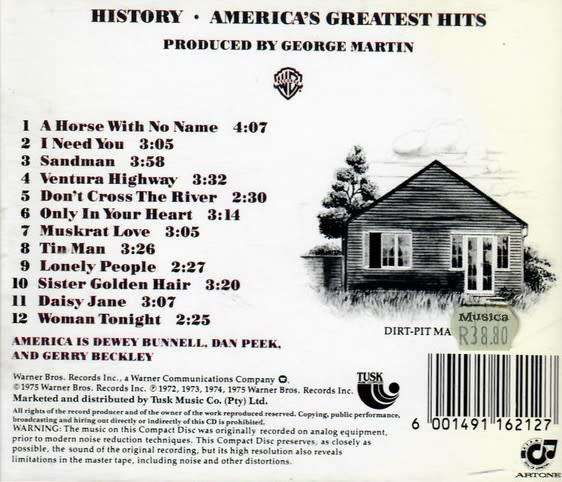 HISTORY · AMERICA'S GREATEST HITS
PRODUCED BY GEORGE MARTIN
1 A Horse With No Name 4:07
2 I Need You 3:05
3 Sandman 3:58
4 Ventura Highway 3:32
5 Don't Cross The River 2:30
6 Only In Your Heart 3:14
7 Muskrat Love 3:05
8 Tin Man 3:26
9 Lonely People 2:27
10 Sister Golden Hair 3:20
11 Daisy Jane 3:07
12 Woman Tonight 2:25
AMERICA IS DEWEY BUNNELL, DAN PEEK,
AND GERRY BECKLEY
DIRT-PIT MA
Musica
R38.80
Warner Bros. Records Inc., a Warner Communications Company
©1975 Warner Bros. Records Inc. ℗ 1972, 1973, 1974, 1975 Warner Bros. Records Inc.
Marketed and distributed by Tusk Music Co. (Pty) Ltd.
TUSK
All rights of the record producer and of the owner of the work reproduced reserved. Copying, public performance,
broadcasting and hiring out directly or indirectly of this CD is prohibited.
WARNING: The music on this Compact Disc was originally recorded on analog equipment,
prior to modern noise reduction techniques. This Compact Disc preserves, as closely as
possible, the sound of the original recording, but its high resolution also reveals
limitations in the master tape, including noise and other distortions.
6 001491 162127
ARTONE